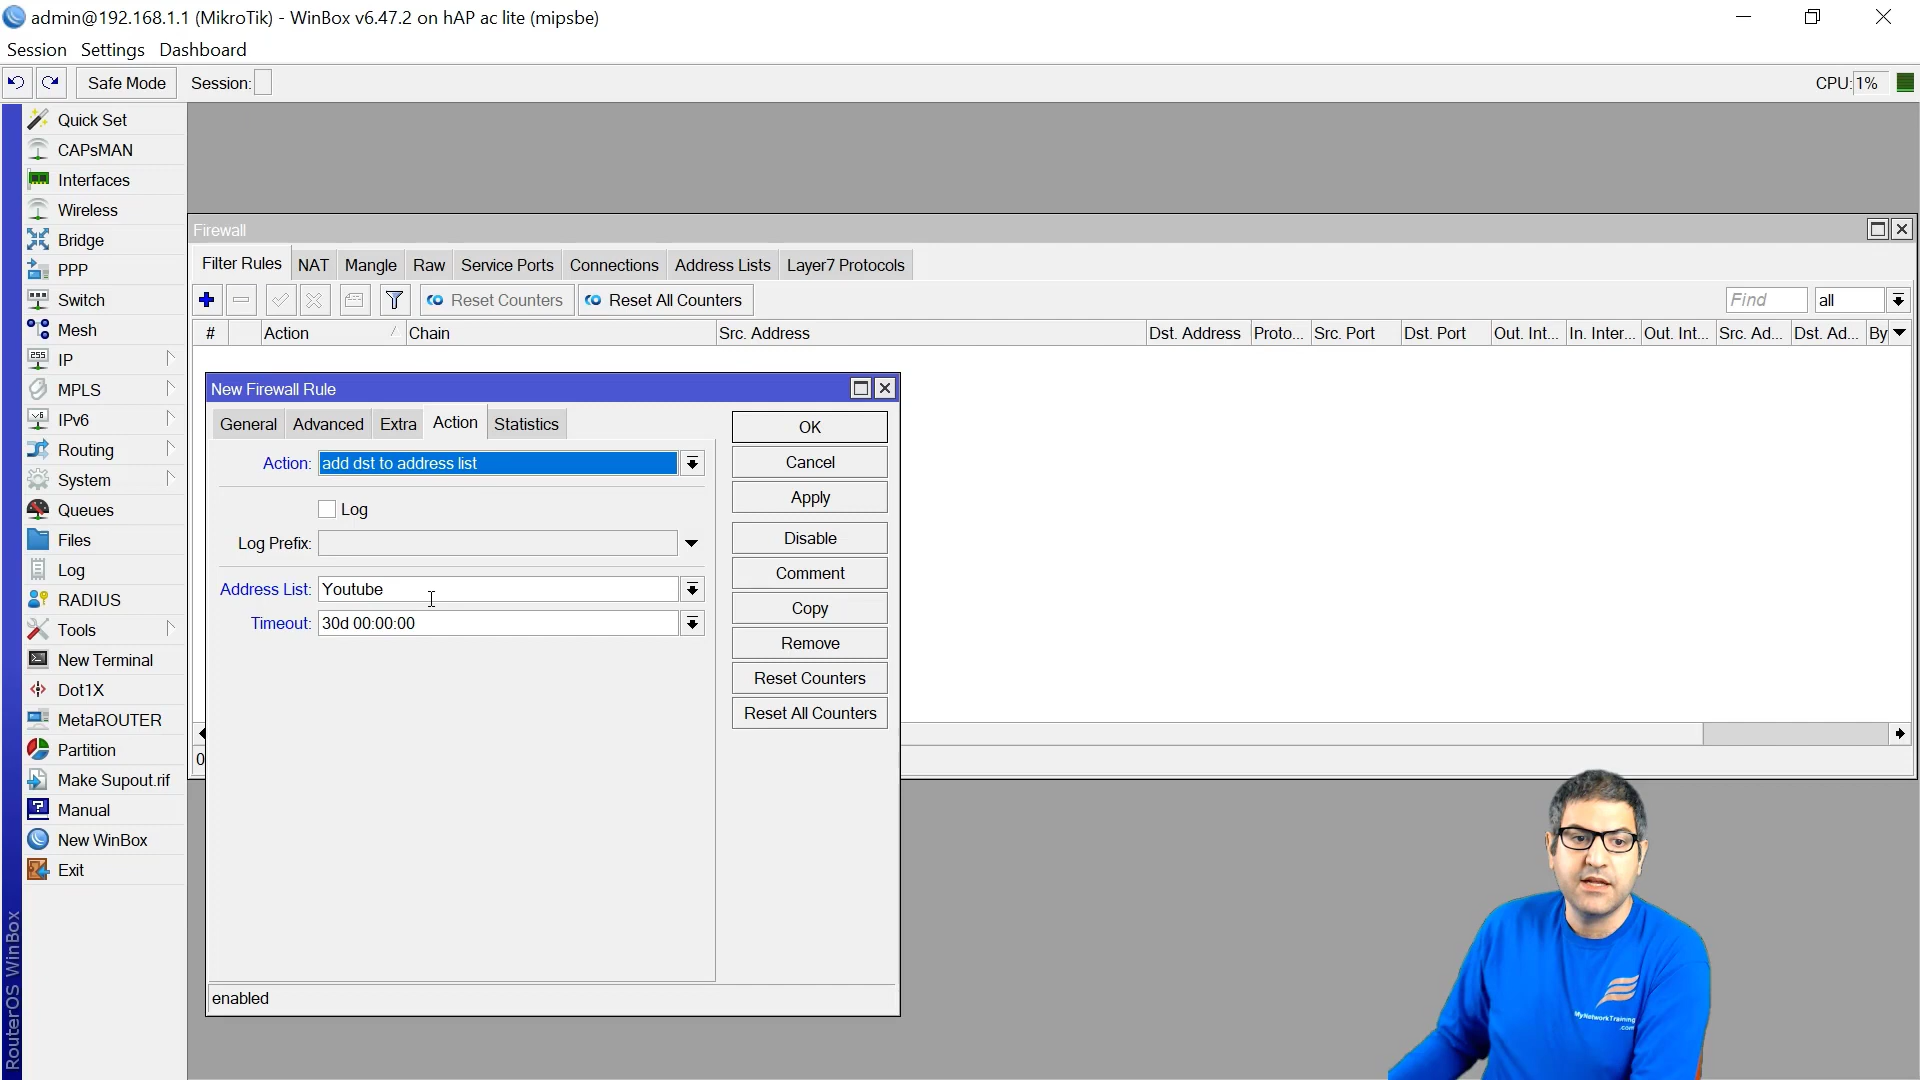 admin@192.168.1.1 (MikroTik) - WinBox v6.47.2 on hAP ac lite (mipsbe)
Session Settings Dashboard
Safe Mode Session: CPU: 1%
Quick Set
CAPsMAN
Interfaces
Wireless
Bridge
PPP
Switch
Mesh
IP
MPLS
IPv6
Routing
System
Queues
Files
Log
RADIUS
Tools
New Terminal
Dot1X
MetaROUTER
Partition
Make Supout.rif
Manual
New WinBox
Exit
RouterOS WinBox
Firewall
Filter Rules NAT Mangle Raw Service Ports Connections Address Lists Layer7 Protocols
Reset Counters Reset All Counters Find all
# Action Chain Src. Address Dst. Address Proto... Src. Port Dst. Port Out. Int... In. Inter... Out. Int... Src. Ad... Dst. Ad... By
0
New Firewall Rule
General Advanced Extra Action Statistics
Action: add dst to address list
Log
Log Prefix:
Address List: Youtube
Timeout: 30d 00:00:00
OK
Cancel
Apply
Disable
Comment
Copy
Remove
Reset Counters
Reset All Counters
enabled
MyNetworkTraining
.com